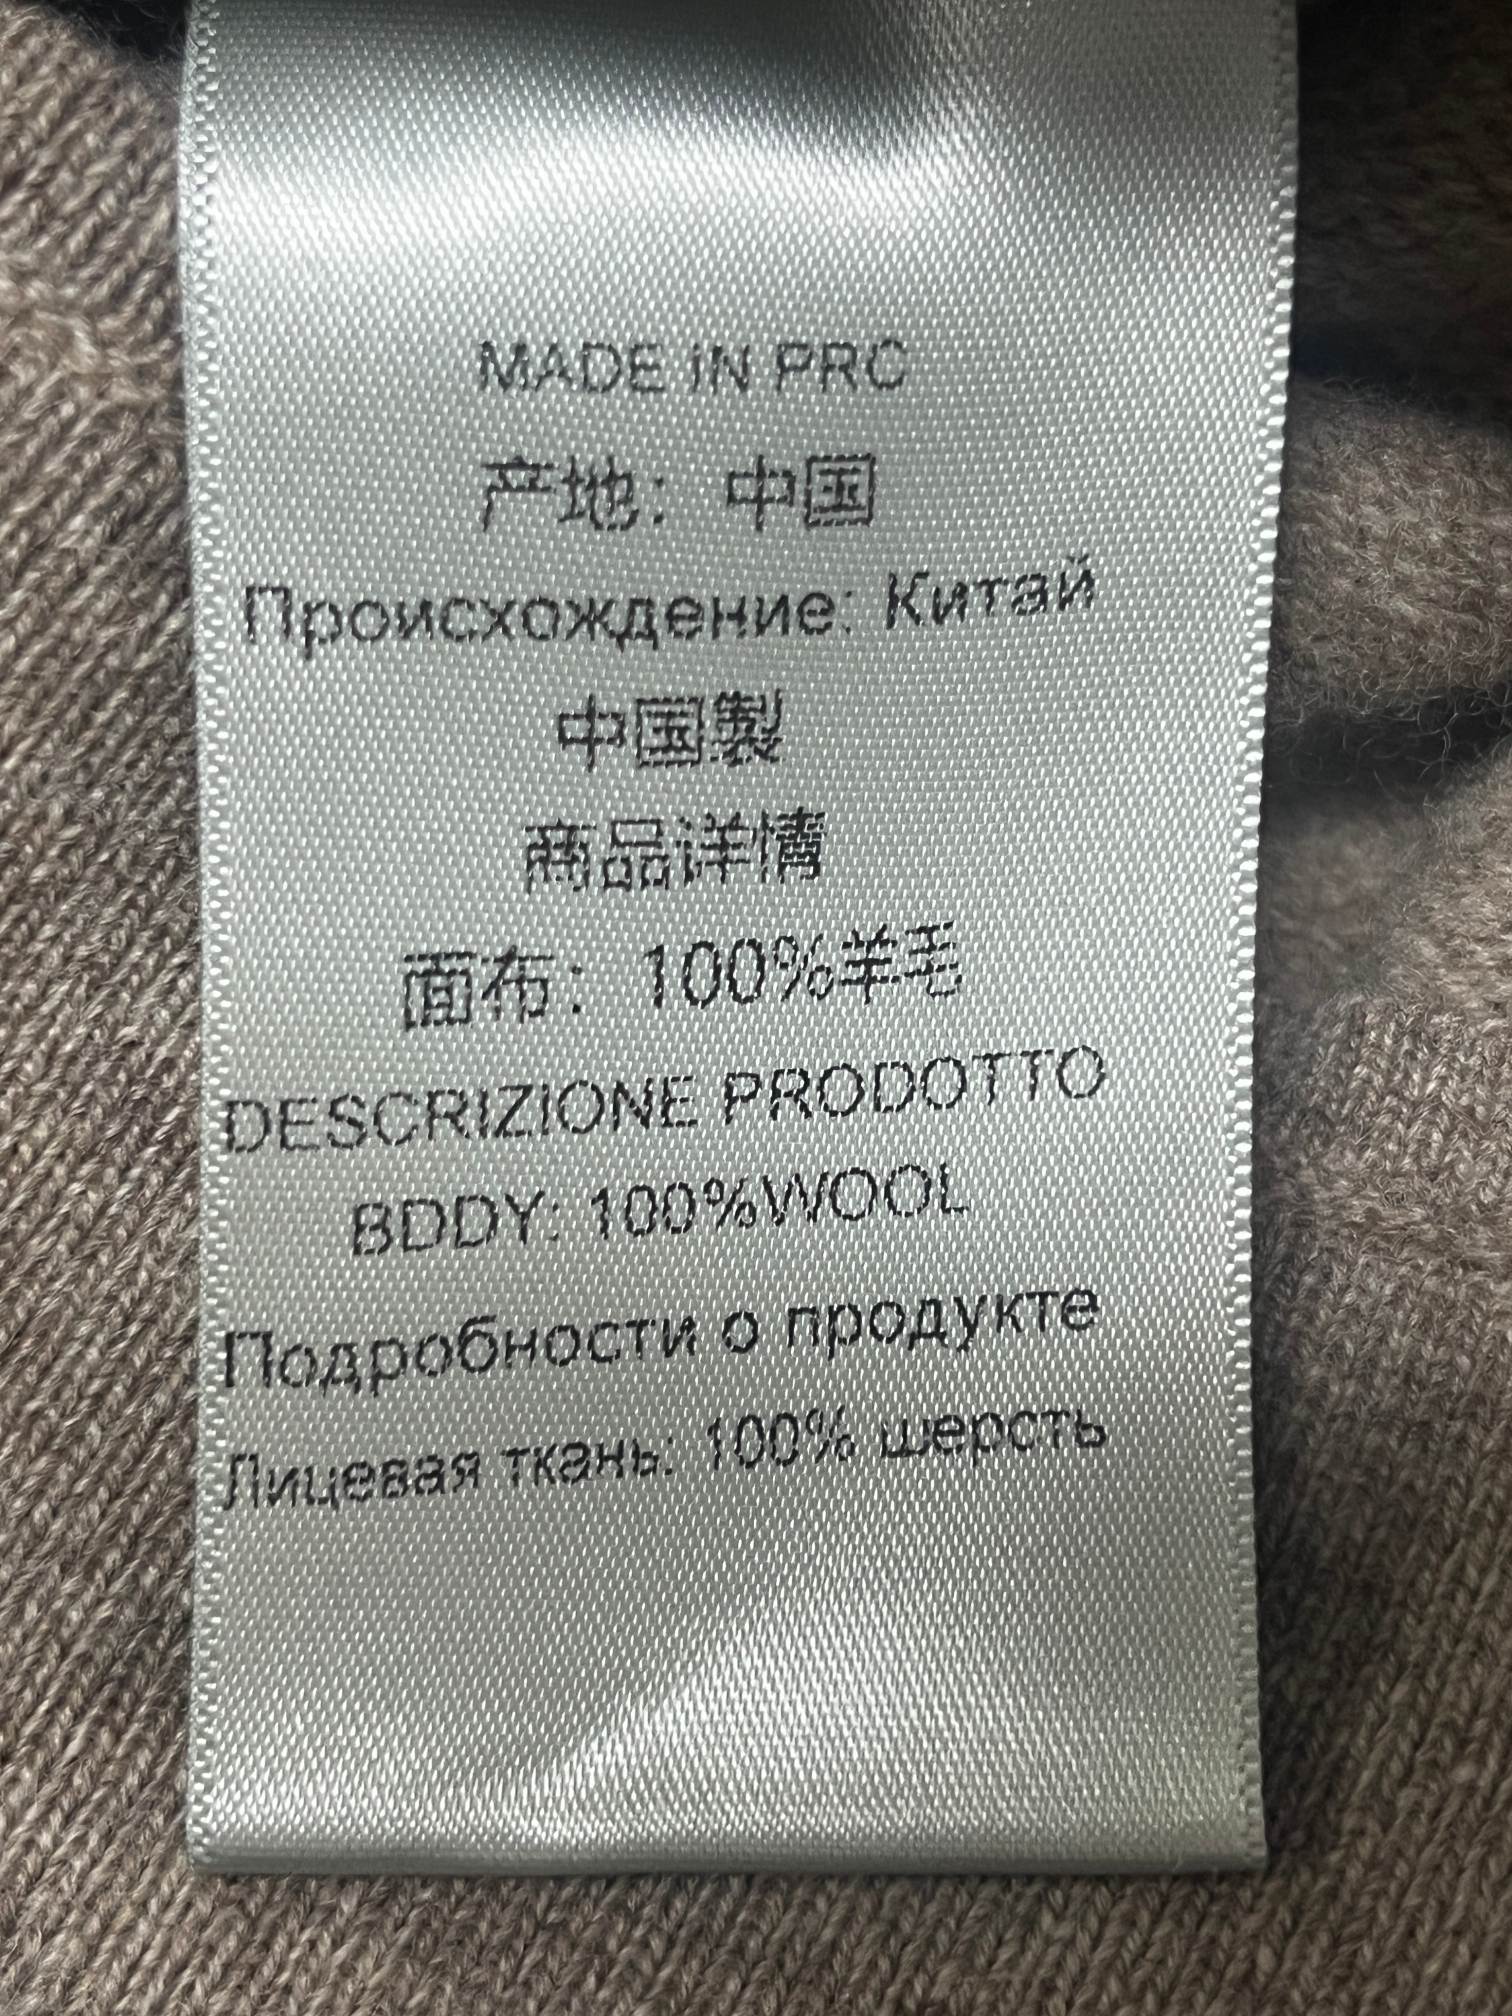 MADE iN PRC
产地： 中国
Происхождение: Китай
中国製
商品详情
面布： 100%羊毛
DESCRIZIONE PRODOTTO
BDDY: 100%WOOL
Подробности о продукте
Лицевая ткань: 100% шерсть